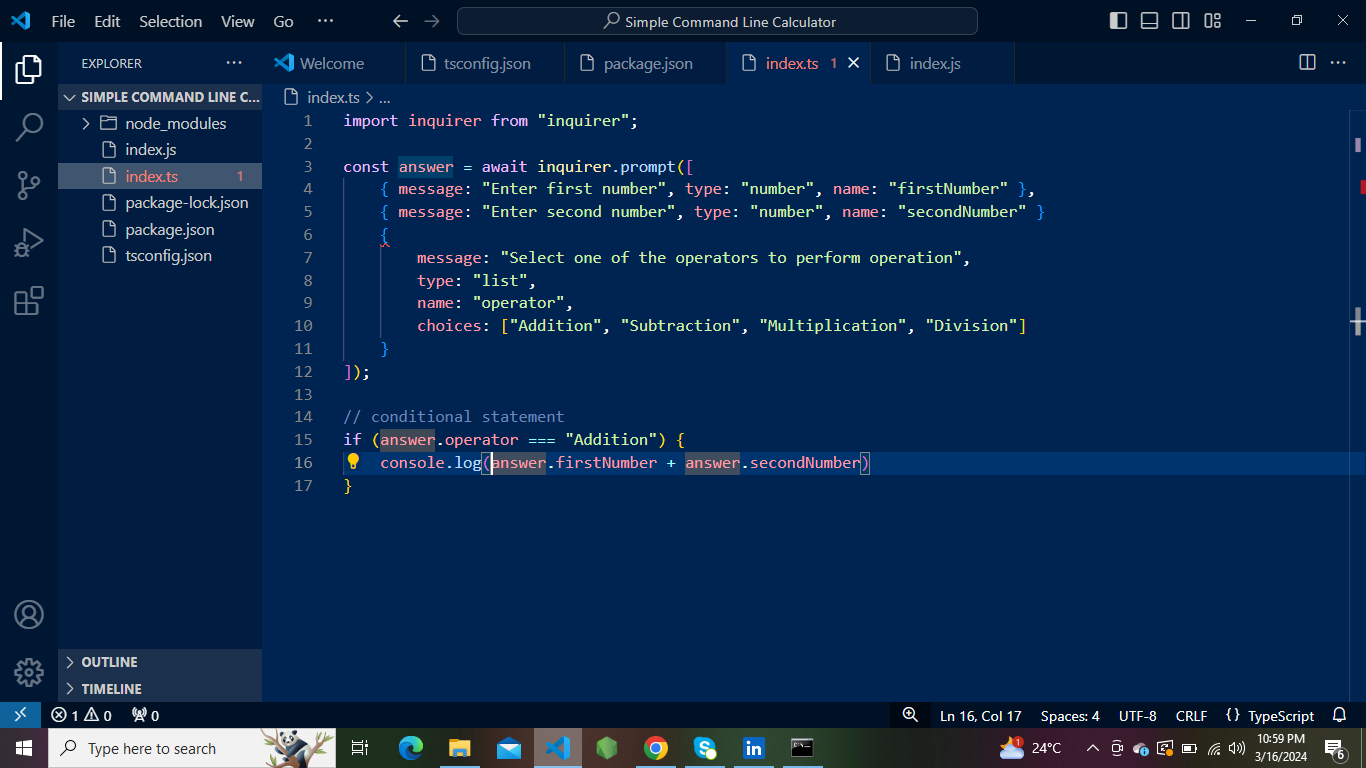 File Edit Selection View Go ···
Simple Command Line Calculator
EXPLORER ···
Welcome
tsconfig.json
package.json
index.ts 1
index.js
SIMPLE COMMAND LINE C...
node_modules
index.js
index.ts 1
package-lock.json
package.json
tsconfig.json
index.ts > ...
1 import inquirer from "inquirer";
2
3 const answer = await inquirer.prompt([
4 { message: "Enter first number", type: "number", name: "firstNumber" },
5 { message: "Enter second number", type: "number", name: "secondNumber" }
6 {
7 message: "Select one of the operators to perform operation",
8 type: "list",
9 name: "operator",
10 choices: ["Addition", "Subtraction", "Multiplication", "Division"]
11 }
12 ]);
13
14 // conditional statement
15 if (answer.operator === "Addition") {
16 console.log(answer.firstNumber + answer.secondNumber)
17 }
OUTLINE
TIMELINE
1 0 0
Ln 16, Col 17 Spaces: 4 UTF-8 CRLF {} TypeScript
Type here to search
in
1
24°C
10:59 PM
3/16/2024
6